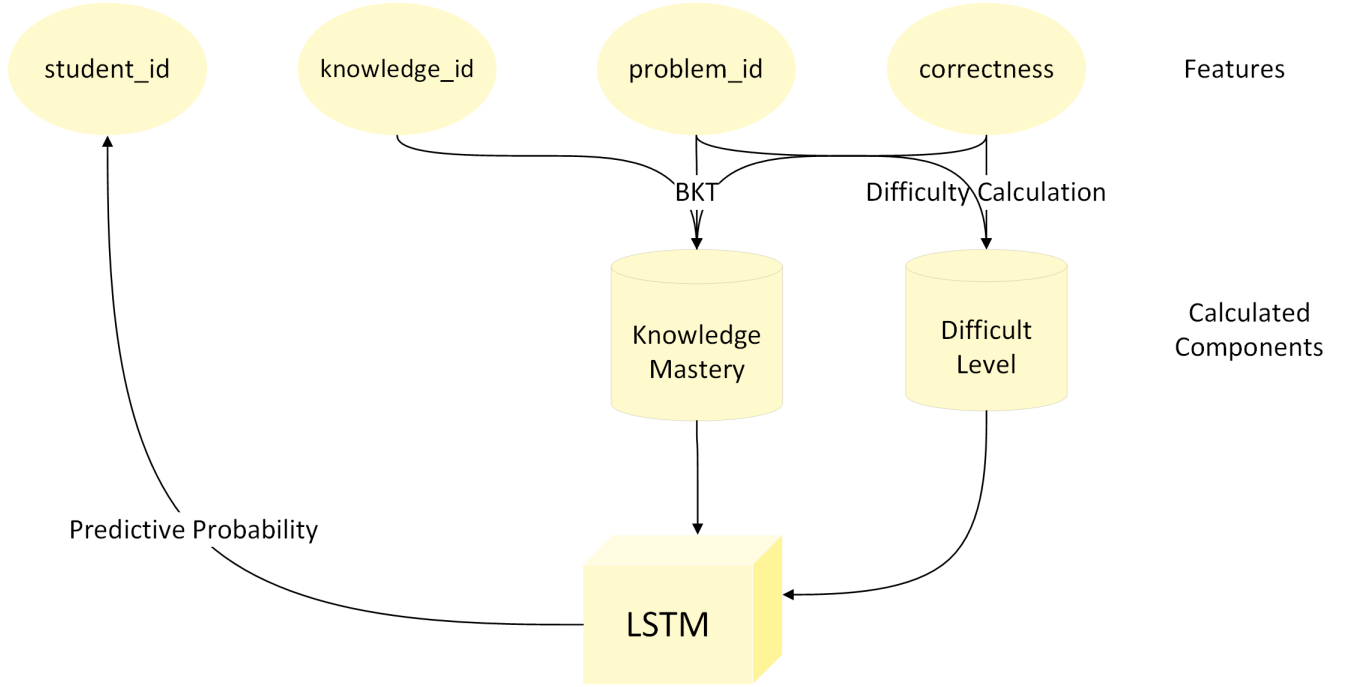 student_id
knowledge_id
problem_id
correctness
Features
BKT
Difficulty Calculation
Knowledge
Mastery
Difficult
Level
Calculated
Components
Predictive Probability
LSTM